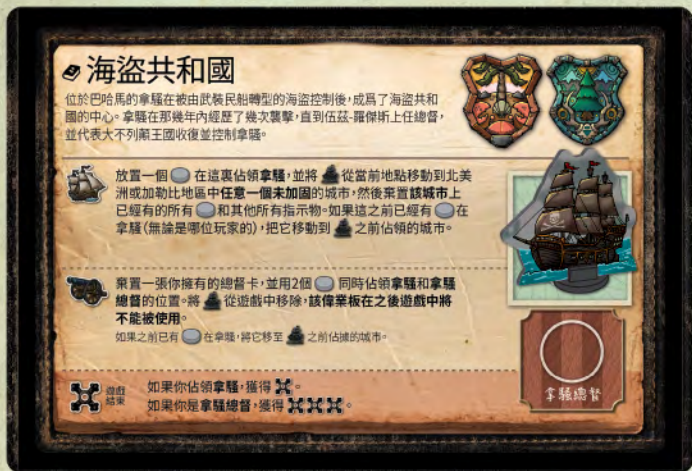 海盜共和國
位於巴哈馬的拿騷在被由武裝民船轉型的海盜控制後，成爲了海盜共和
國的中心。拿騷在那幾年內經歷了幾次襲擊，直到伍茲-羅傑斯上任總督，
並代表大不列顛王國收復並控制拿騷。
放置一個 在這裏佔領拿騷，並將 從當前地點移動到北美
洲或加勒比地區中任意一個未加固的城市，然後棄置該城市上
已經有的所有 和其他所有指示物。如果這之前已經有 在
拿騷（無論是哪位玩家的），把它移動到 之前佔領的城市。
棄置一張你擁有的總督卡，並用2個 同時佔領拿騷和拿騷
總督的位置。將 從遊戲中移除，該偉業板在之後遊戲中將
不能被使用。
如果之前已有 在拿騷，將它移至 之前佔據的城市。
拿騷總督
遊戲
結束
如果你佔領拿騷，獲得 。
如果你是拿騷總督，獲得 。